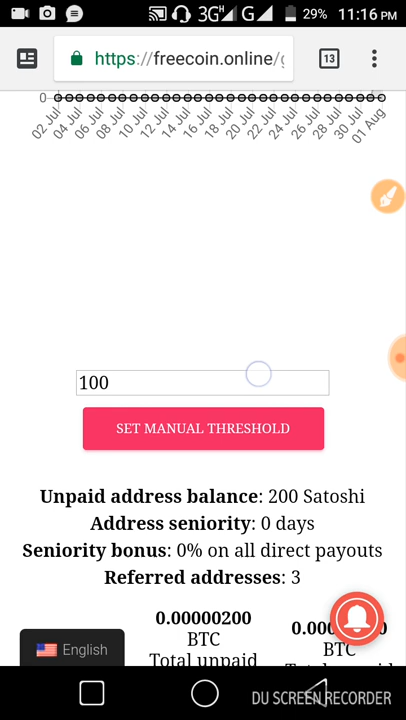 3G H G 29% 11:16 PM
https://freecoin.online/g 13
0
02 Jul 04 Jul 06 Jul 08 Jul 10 Jul 12 Jul 14 Jul 16 Jul 18 Jul 20 Jul 22 Jul 24 Jul 26 Jul 28 Jul 30 Jul 01 Aug
100
SET MANUAL THRESHOLD
Unpaid address balance: 200 Satoshi
Address seniority: 0 days
Seniority bonus: 0% on all direct payouts
Referred addresses: 3
0.00000200
BTC
Total unpaid
BTC
English
DU SCREEN RECORDER